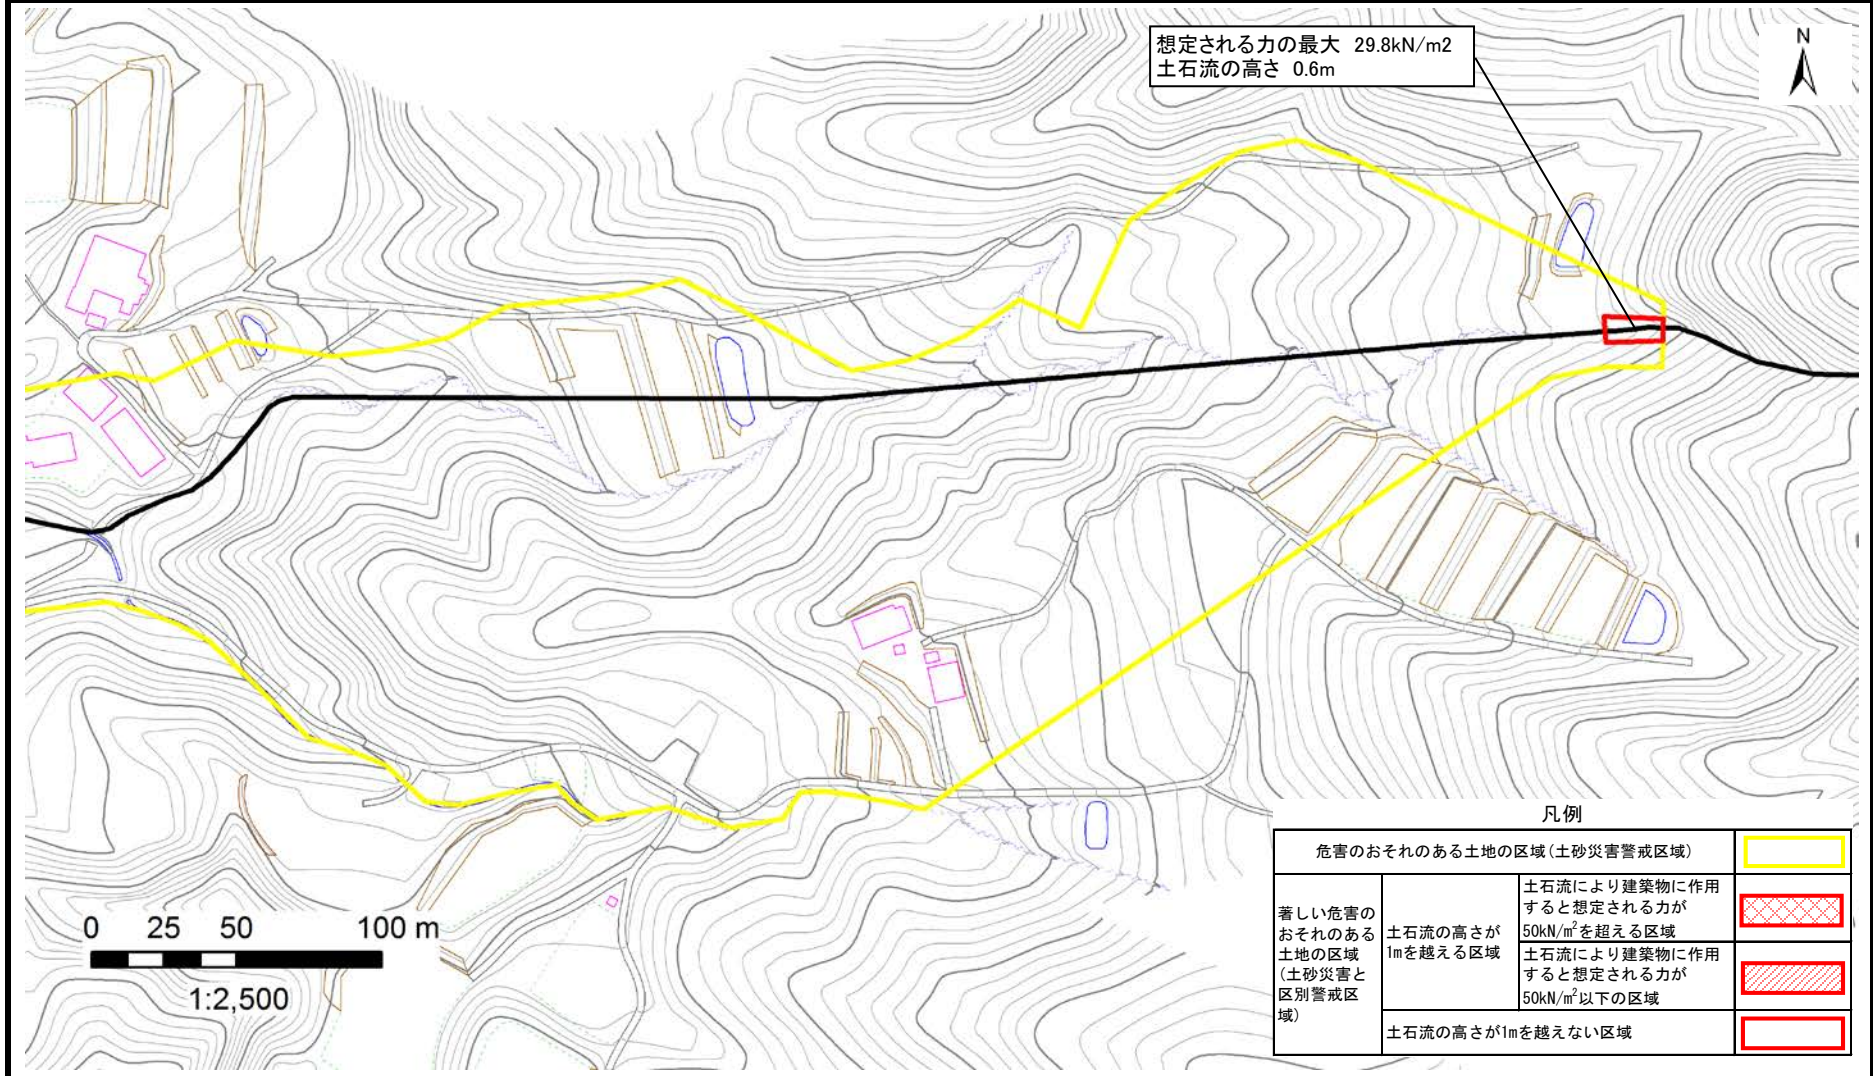 想定される力の最大 29.8kN/m2
土石流の高さ 0.6m
N
0 25 50 100 m
1:2,500
凡例
危害のおそれのある土地の区域(土砂災害警戒区域)
著しい危害の
おそれのある
土地の区域
(土砂災害と
区別警戒区
域)
土石流の高さが
1mを越える区域
土石流により建築物に作用
すると想定される力が
50kN/m²を超える区域
土石流により建築物に作用
すると想定される力が
50kN/m²以下の区域
土石流の高さが1mを越えない区域